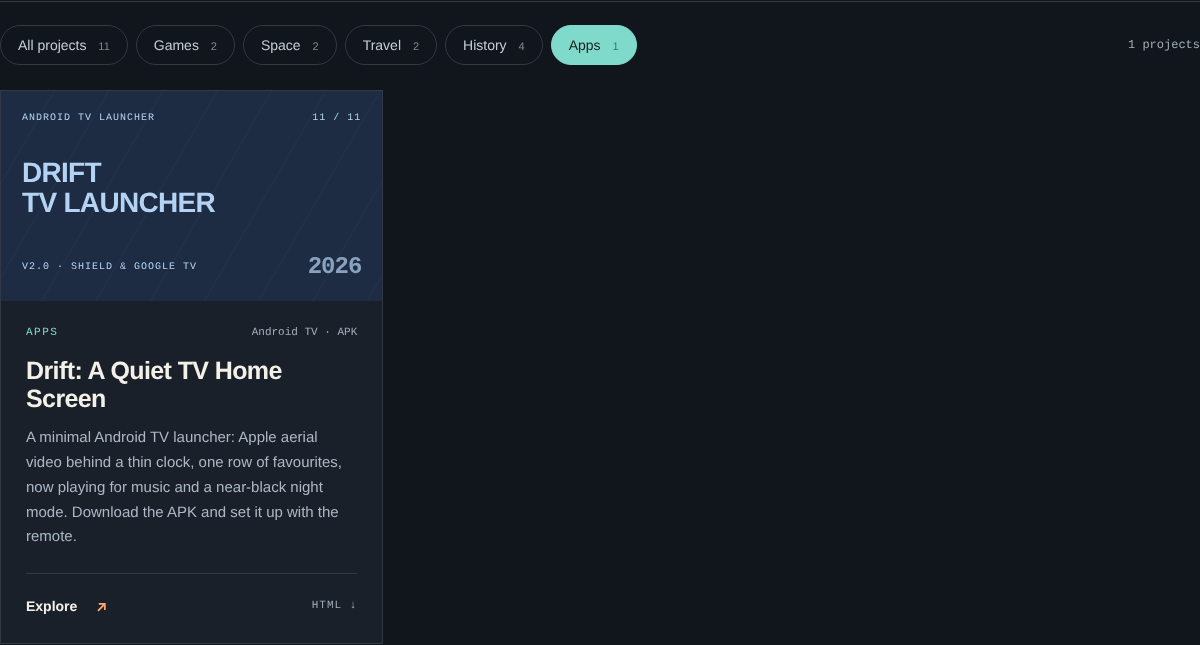 All projects 11 Games 2 Space 2 Travel 2 History 4 Apps 1 1 projects
ANDROID TV LAUNCHER 11 / 11
DRIFT
TV LAUNCHER
V2.0 · SHIELD & GOOGLE TV 2026
APPS Android TV · APK
Drift: A Quiet TV Home
Screen
A minimal Android TV launcher: Apple aerial
video behind a thin clock, one row of favourites,
now playing for music and a near-black night
mode. Download the APK and set it up with the
remote.
Explore ↗ HTML ↓